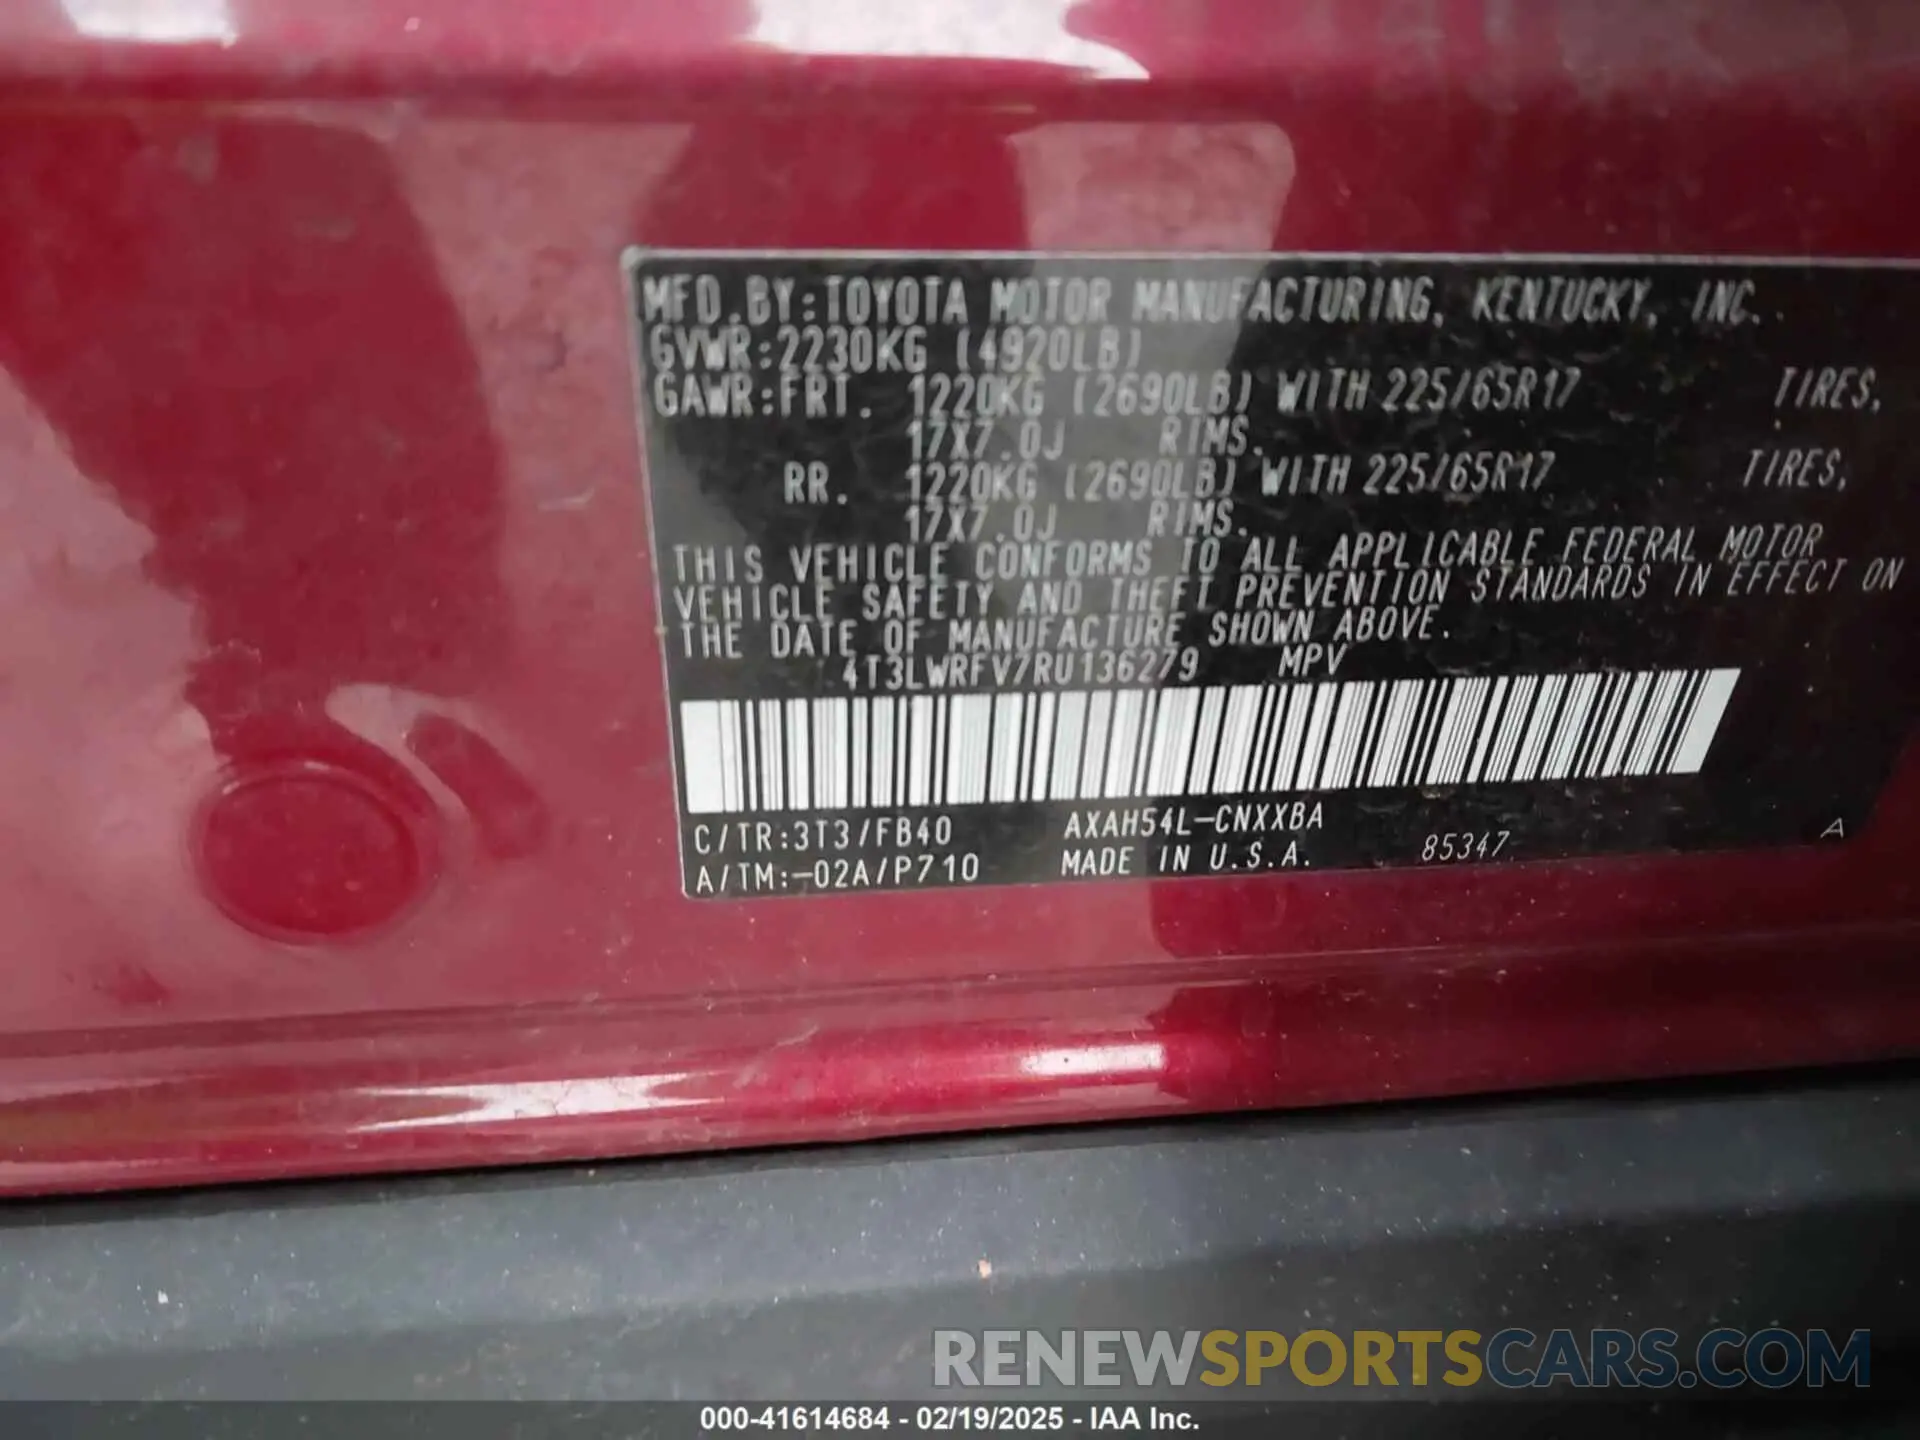 MFD.BY:TOYOTA MOTOR MANUFACTURING, KENTUCKY, INC.
GVWR:2230KG (4920LB)
GAWR:FRT. 1220KG (2690LB) WITH 225/65R17 TIRES,
17X7.0J RIMS.
RR. 1220KG (2690LB) WITH 225/65R17 TIRES,
17X7.0J RIMS.
THIS VEHICLE CONFORMS TO ALL APPLICABLE FEDERAL MOTOR
VEHICLE SAFETY AND THEFT PREVENTION STANDARDS IN EFFECT ON
THE DATE OF MANUFACTURE SHOWN ABOVE.
4T3LWRFV7RU136279 MPV
C/TR:3T3/FB40 AXAH54L-CNXXBA
A/TM:-02A/P710 MADE IN U.S.A. 85347 A
RENEWSPORTSCARS.COM
000-41614684 - 02/19/2025 - IAA Inc.